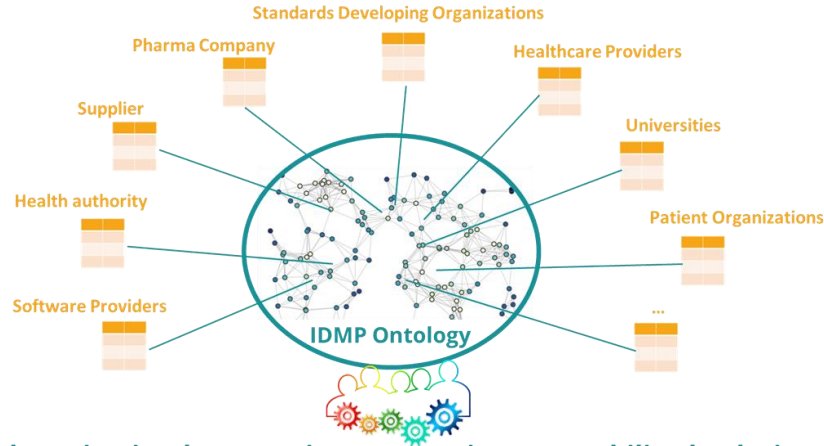 Standards Developing Organizations
Pharma Company
Healthcare Providers
Supplier
Universities
Health authority
Patient Organizations
Software Providers
...
IDMP Ontology